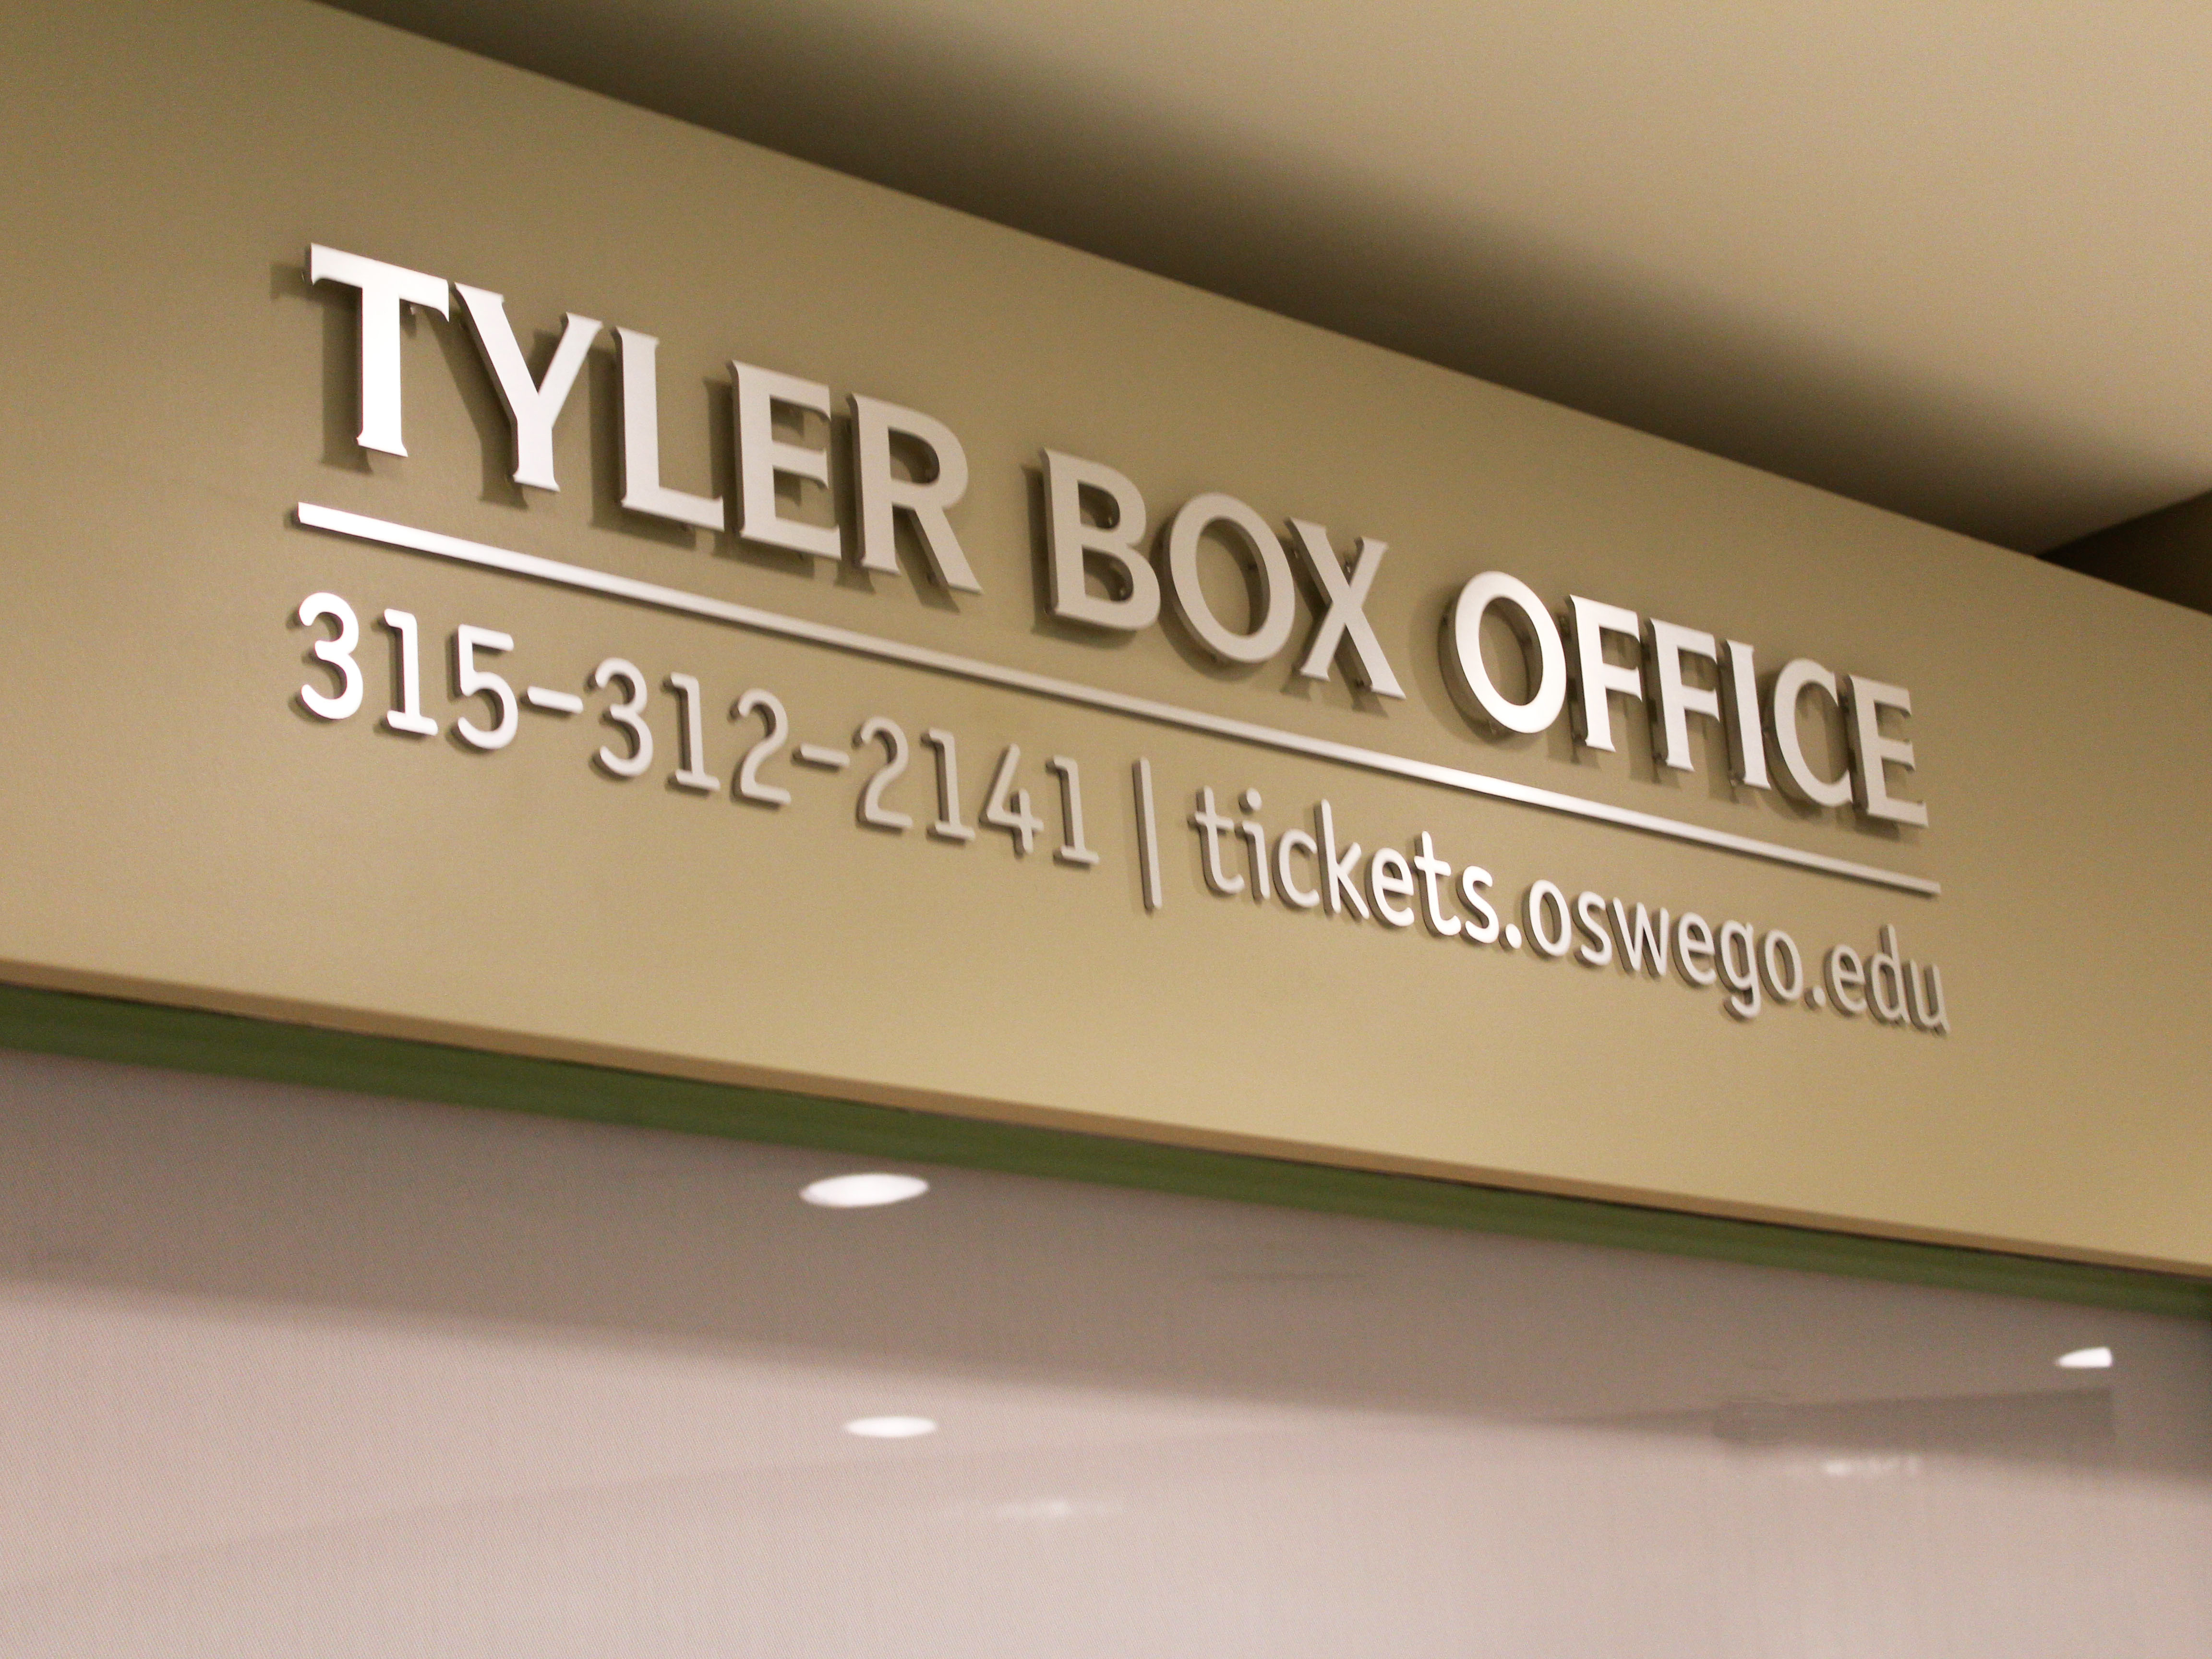 TYLER BOX OFFICE
315-312-2141 | tickets.oswego.edu